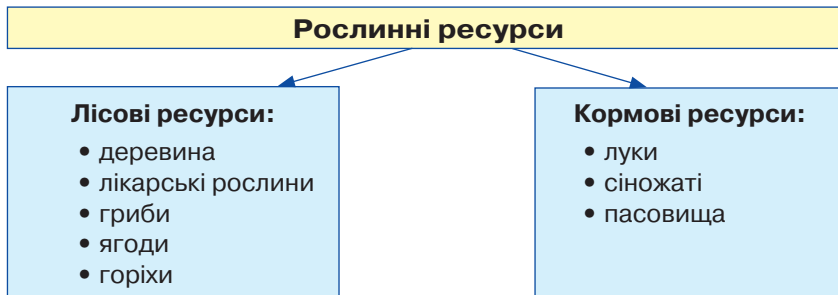 Рослинні ресурси
Лісові ресурси:
• деревина
• лікарські рослини
• гриби
• ягоди
• горіхи
Кормові ресурси:
• луки
• сіножаті
• пасовища